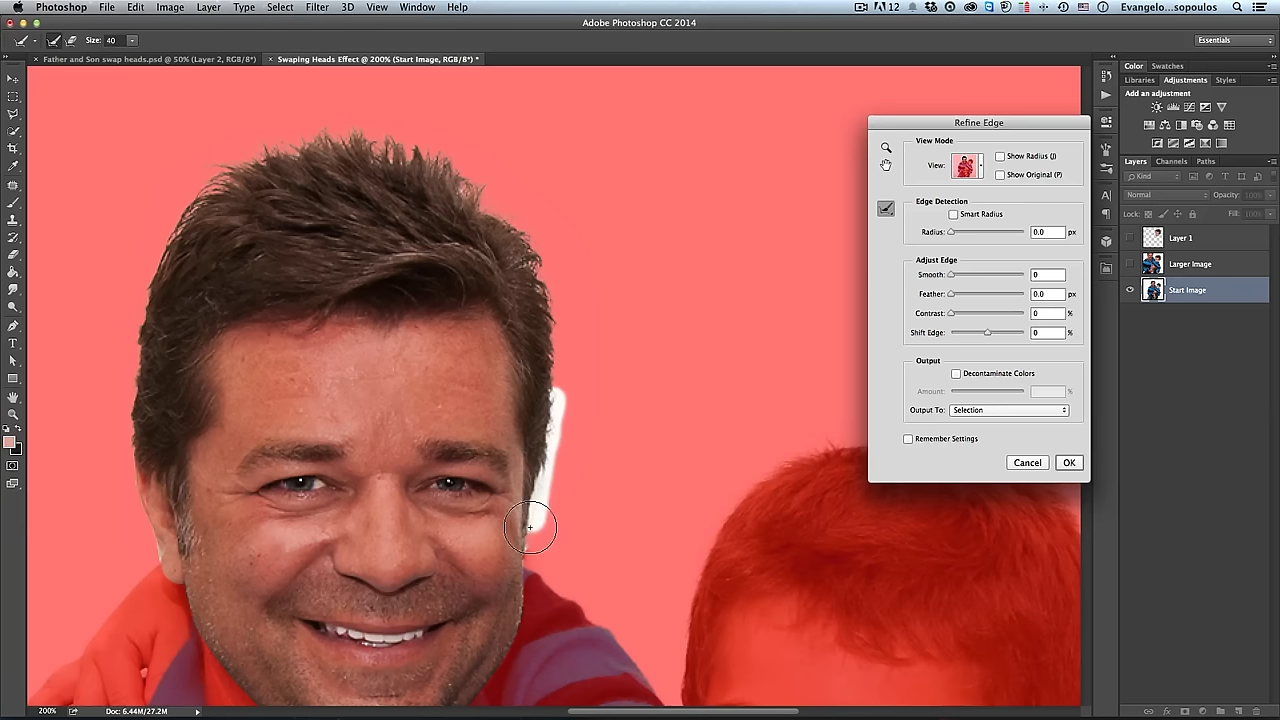 Photoshop File Edit Image Layer Type Select Filter 3D View Window Help 12 Evangelo...sopoulos
Adobe Photoshop CC 2014
Size: 40 Essentials
Father and Son swap heads.psd @ 50% (Layer 2, RGB/8*) Swaping Heads Effect @ 200% (Start Image, RGB/8*) *
Color Swatches
Libraries Adjustments Styles
Add an adjustment
Layers Channels Paths
Kind
Normal Opacity: 100%
Lock: Fill: 100%
Layer 1
Larger Image
Start Image
Refine Edge
View Mode
View: Show Radius (J)
Show Original (P)
Edge Detection
Smart Radius
Radius: 0.0 px
Adjust Edge
Smooth: 0
Feather: 0.0 px
Contrast: 0 %
Shift Edge: 0 %
Output
Decontaminate Colors
Amount: %
Output To: Selection
Remember Settings
Cancel OK
200% Doc: 6.44M/27.2M